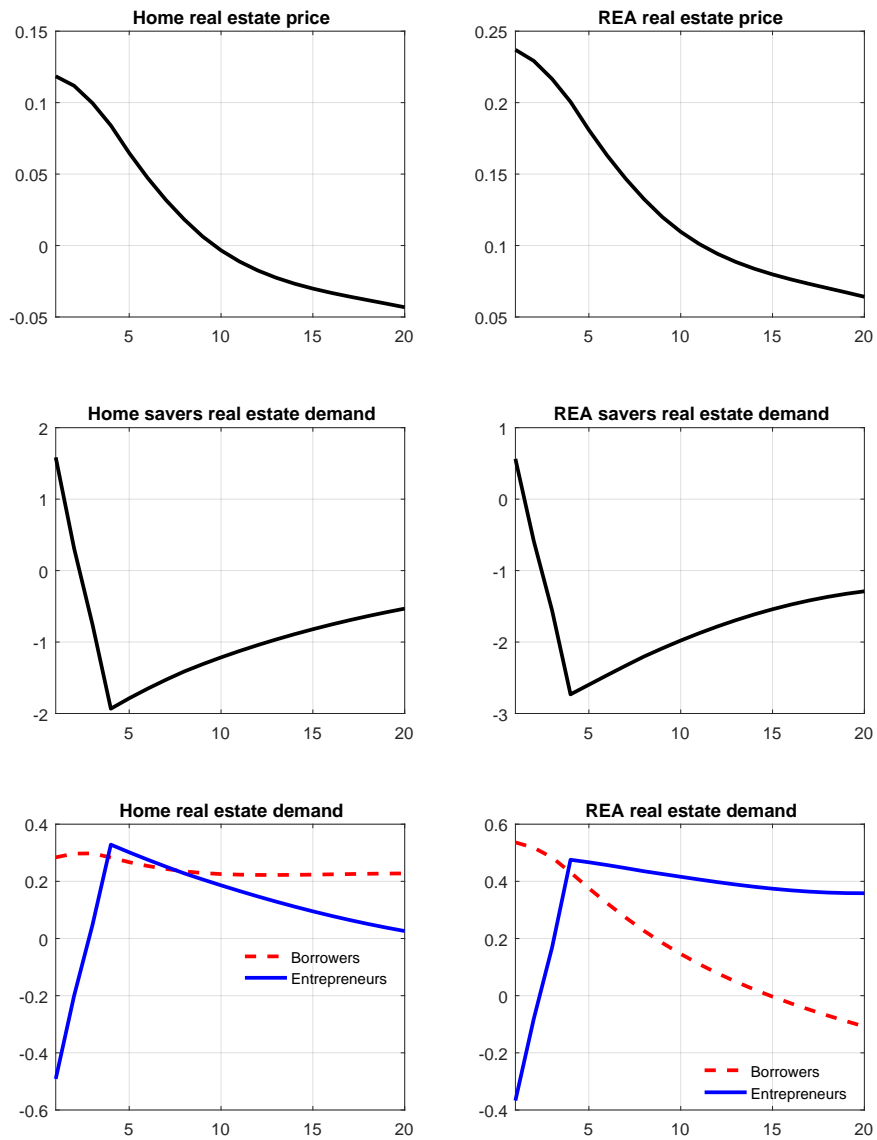 Home real estate price
0.15
0.1
0.05
0
-0.05
5 10 15 20
REA real estate price
0.25
0.2
0.15
0.1
0.05
5 10 15 20
Home savers real estate demand
2
1
0
-1
-2
5 10 15 20
REA savers real estate demand
1
0
-1
-2
-3
5 10 15 20
Home real estate demand
0.4
0.2
0
-0.2
-0.4
-0.6
Borrowers
Entrepreneurs
5 10 15 20
REA real estate demand
0.6
0.4
0.2
0
-0.2
-0.4
Borrowers
Entrepreneurs
5 10 15 20